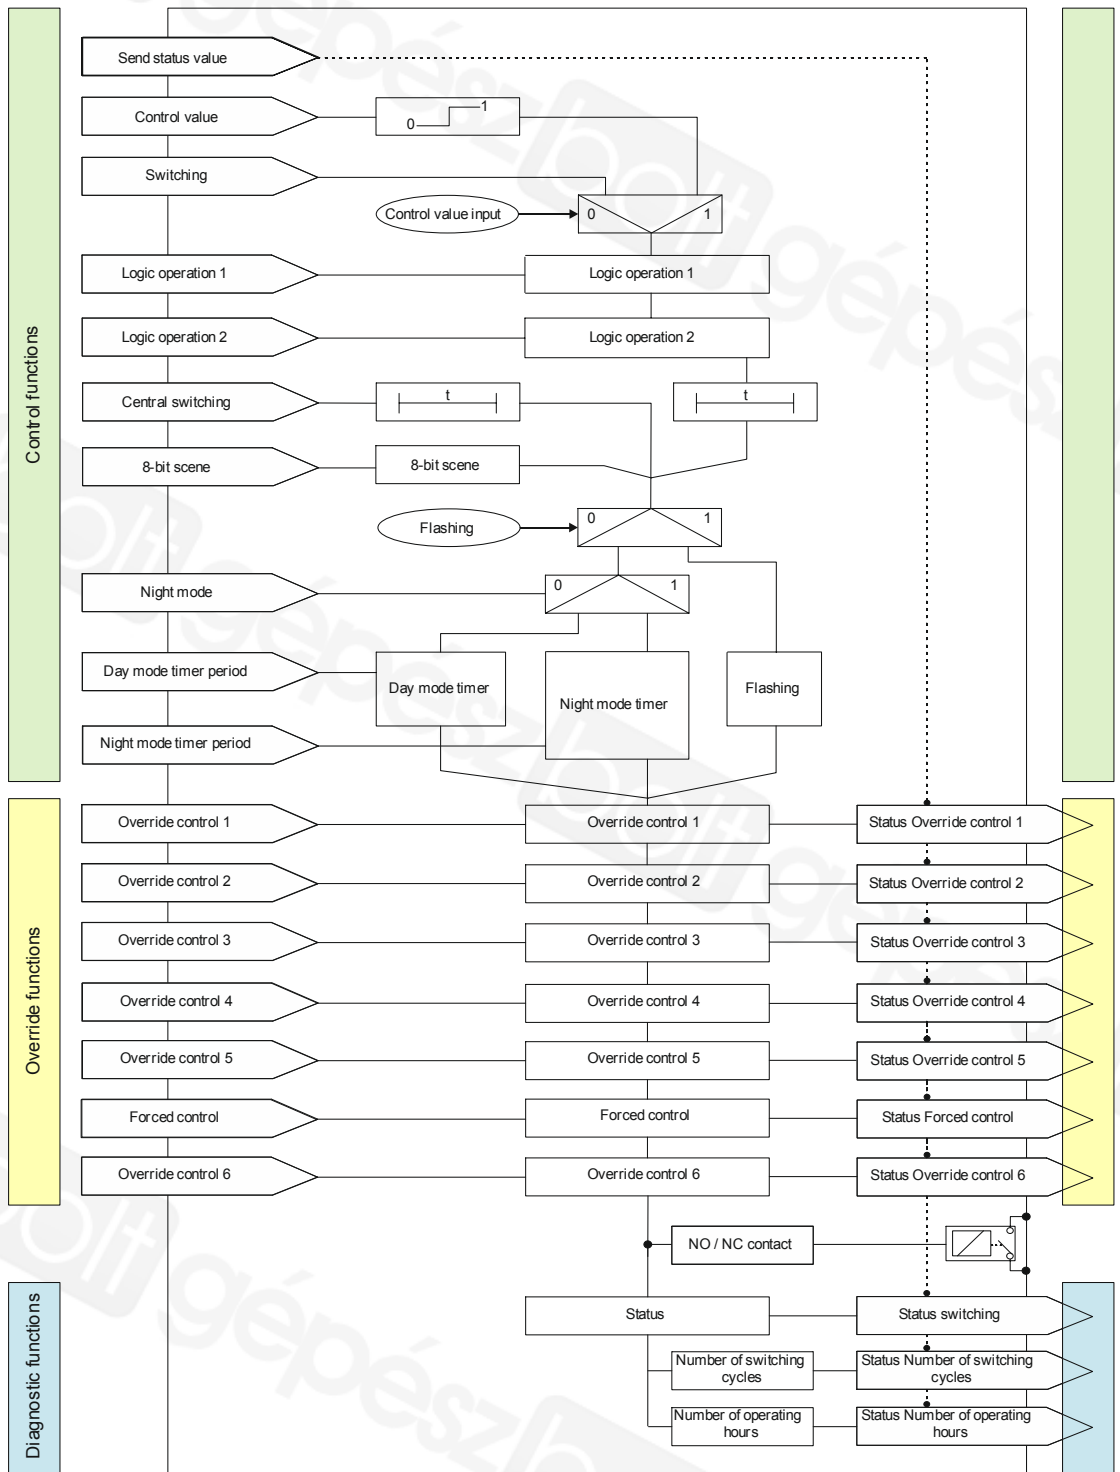 Control functions
Send status value
Control value
0
1
Switching
Control value input
0
1
Logic operation 1
Logic operation 1
Logic operation 2
Logic operation 2
Central switching
t
t
8-bit scene
8-bit scene
Flashing
0
1
Night mode
0
1
Day mode timer period
Day mode timer
Night mode timer
Flashing
Night mode timer period
Override functions
Override control 1
Override control 1
Status Override control 1
Override control 2
Override control 2
Status Override control 2
Override control 3
Override control 3
Status Override control 3
Override control 4
Override control 4
Status Override control 4
Override control 5
Override control 5
Status Override control 5
Forced control
Forced control
Status Forced control
Override control 6
Override control 6
Status Override control 6
NO / NC contact
Diagnostic functions
Status
Status switching
Number of switching
cycles
Status Number of switching
cycles
Number of operating
hours
Status Number of operating
hours
gépészbolt
gépészbolt
gépészbolt
gépészbolt